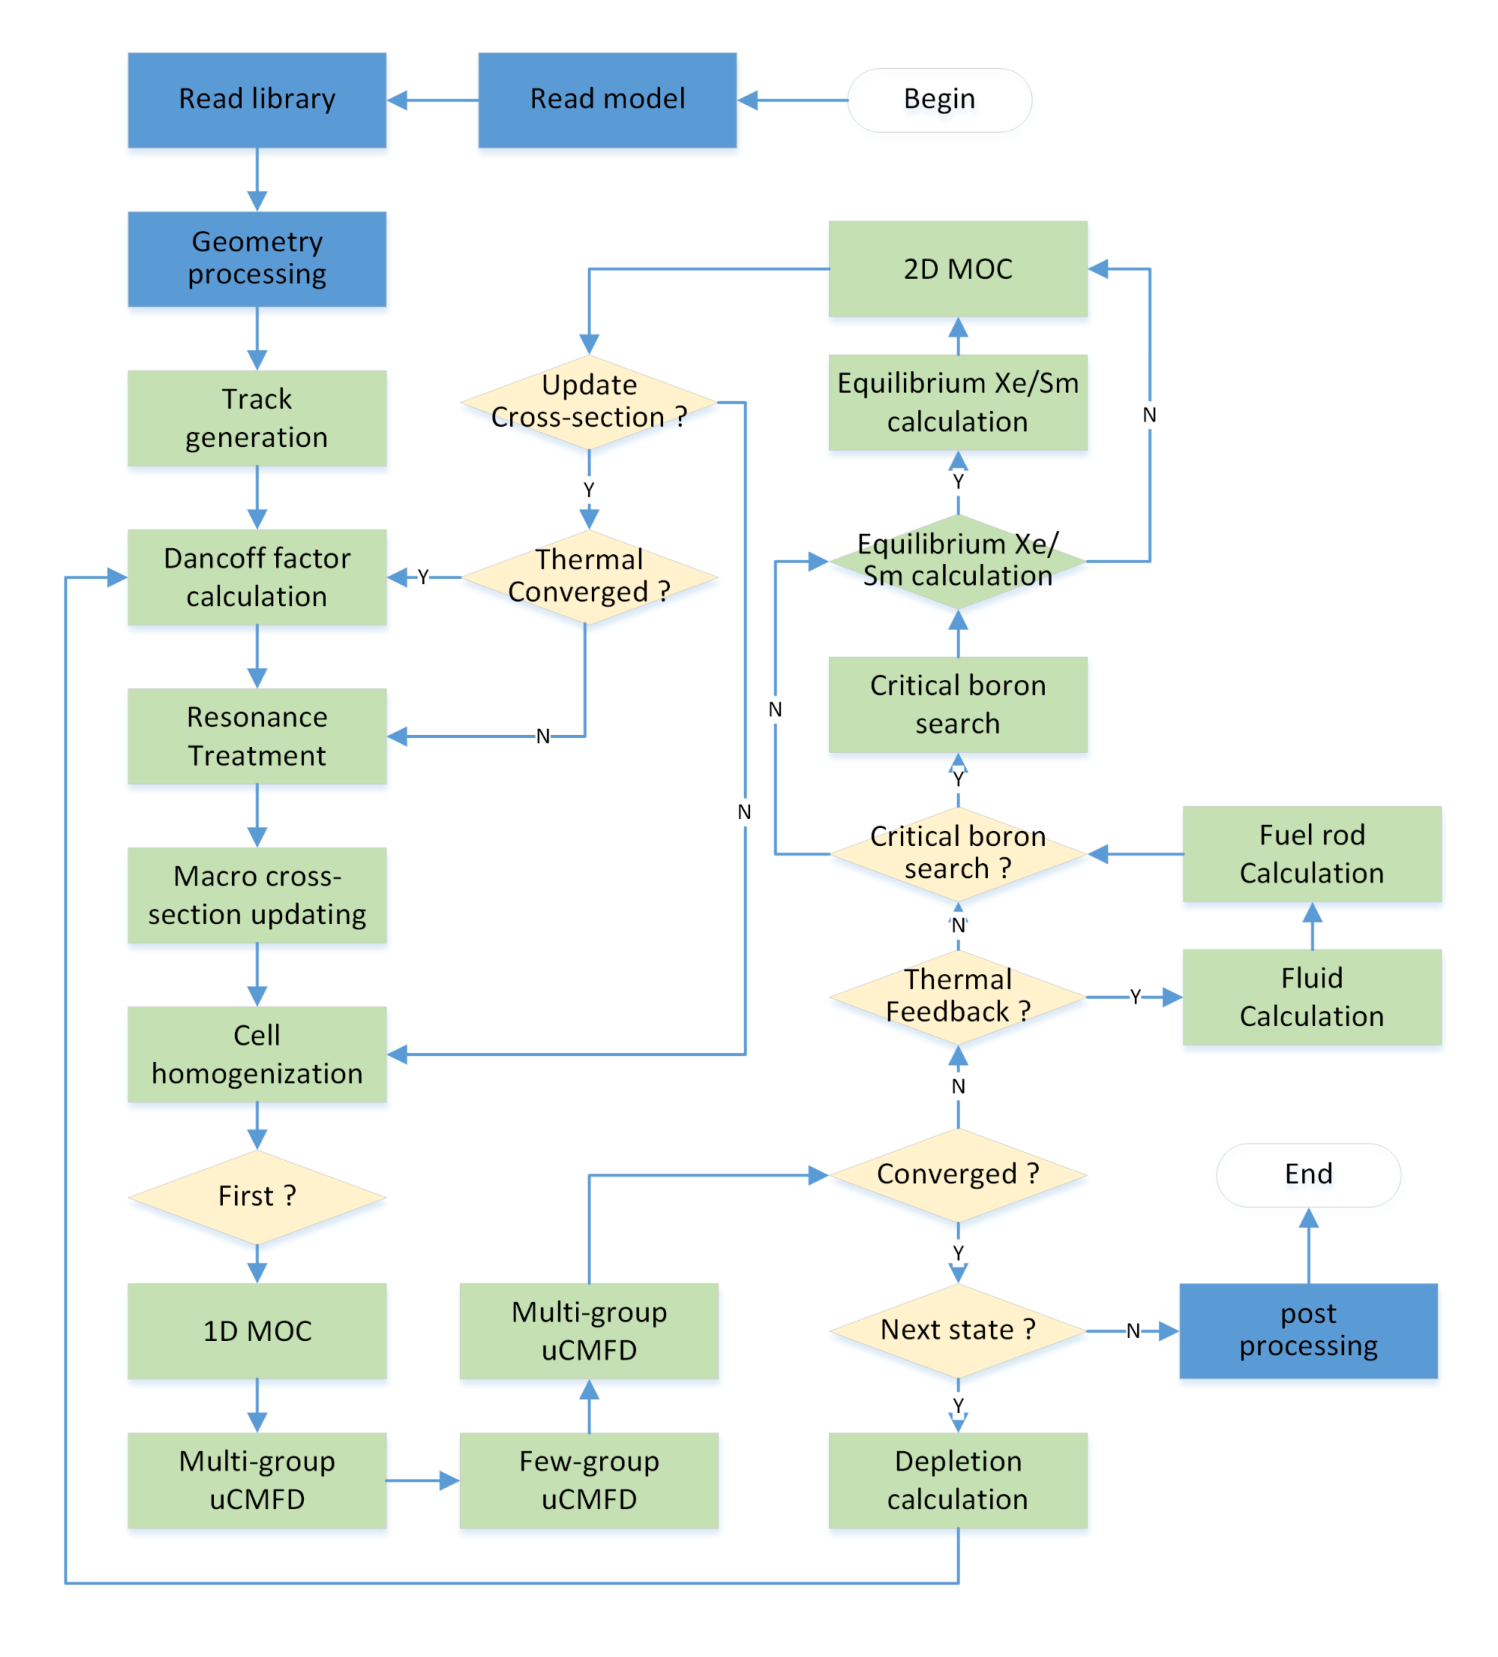 Read library
Read model
Begin
Geometry
processing
2D MOC
Track
generation
Update
Cross-section ?
Equilibrium Xe/Sm
calculation
N
Y
Y
Dancoff factor
calculation
Y
Thermal
Converged ?
Equilibrium Xe/
Sm calculation
Resonance
Treatment
N
N
Critical boron
search
Y
N
Macro cross-
section updating
Critical boron
search ?
Fuel rod
Calculation
N
Cell
homogenization
Thermal
Feedback ?
Y
Fluid
Calculation
N
First ?
Converged ?
End
Y
1D MOC
Multi-group
uCMFD
Next state ?
N
post
processing
Y
Multi-group
uCMFD
Few-group
uCMFD
Depletion
calculation